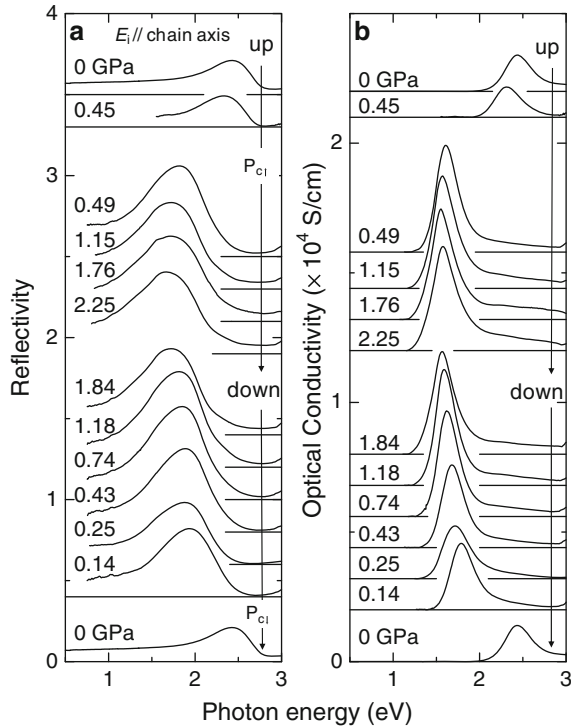 a
E_i // chain axis
up
0 GPa
0.45
P_c↓
0.49
1.15
1.76
2.25
down
1.84
1.18
0.74
0.43
0.25
0.14
P_c↓
0 GPa
4
3
2
1
0
1
2
3
Reflectivity
b
up
0 GPa
0.45
0.49
1.15
1.76
2.25
down
1.84
1.18
0.74
0.43
0.25
0.14
0 GPa
2
1
0
1
2
3
Optical Conductivity (× 10⁴ S/cm)
Photon energy (eV)